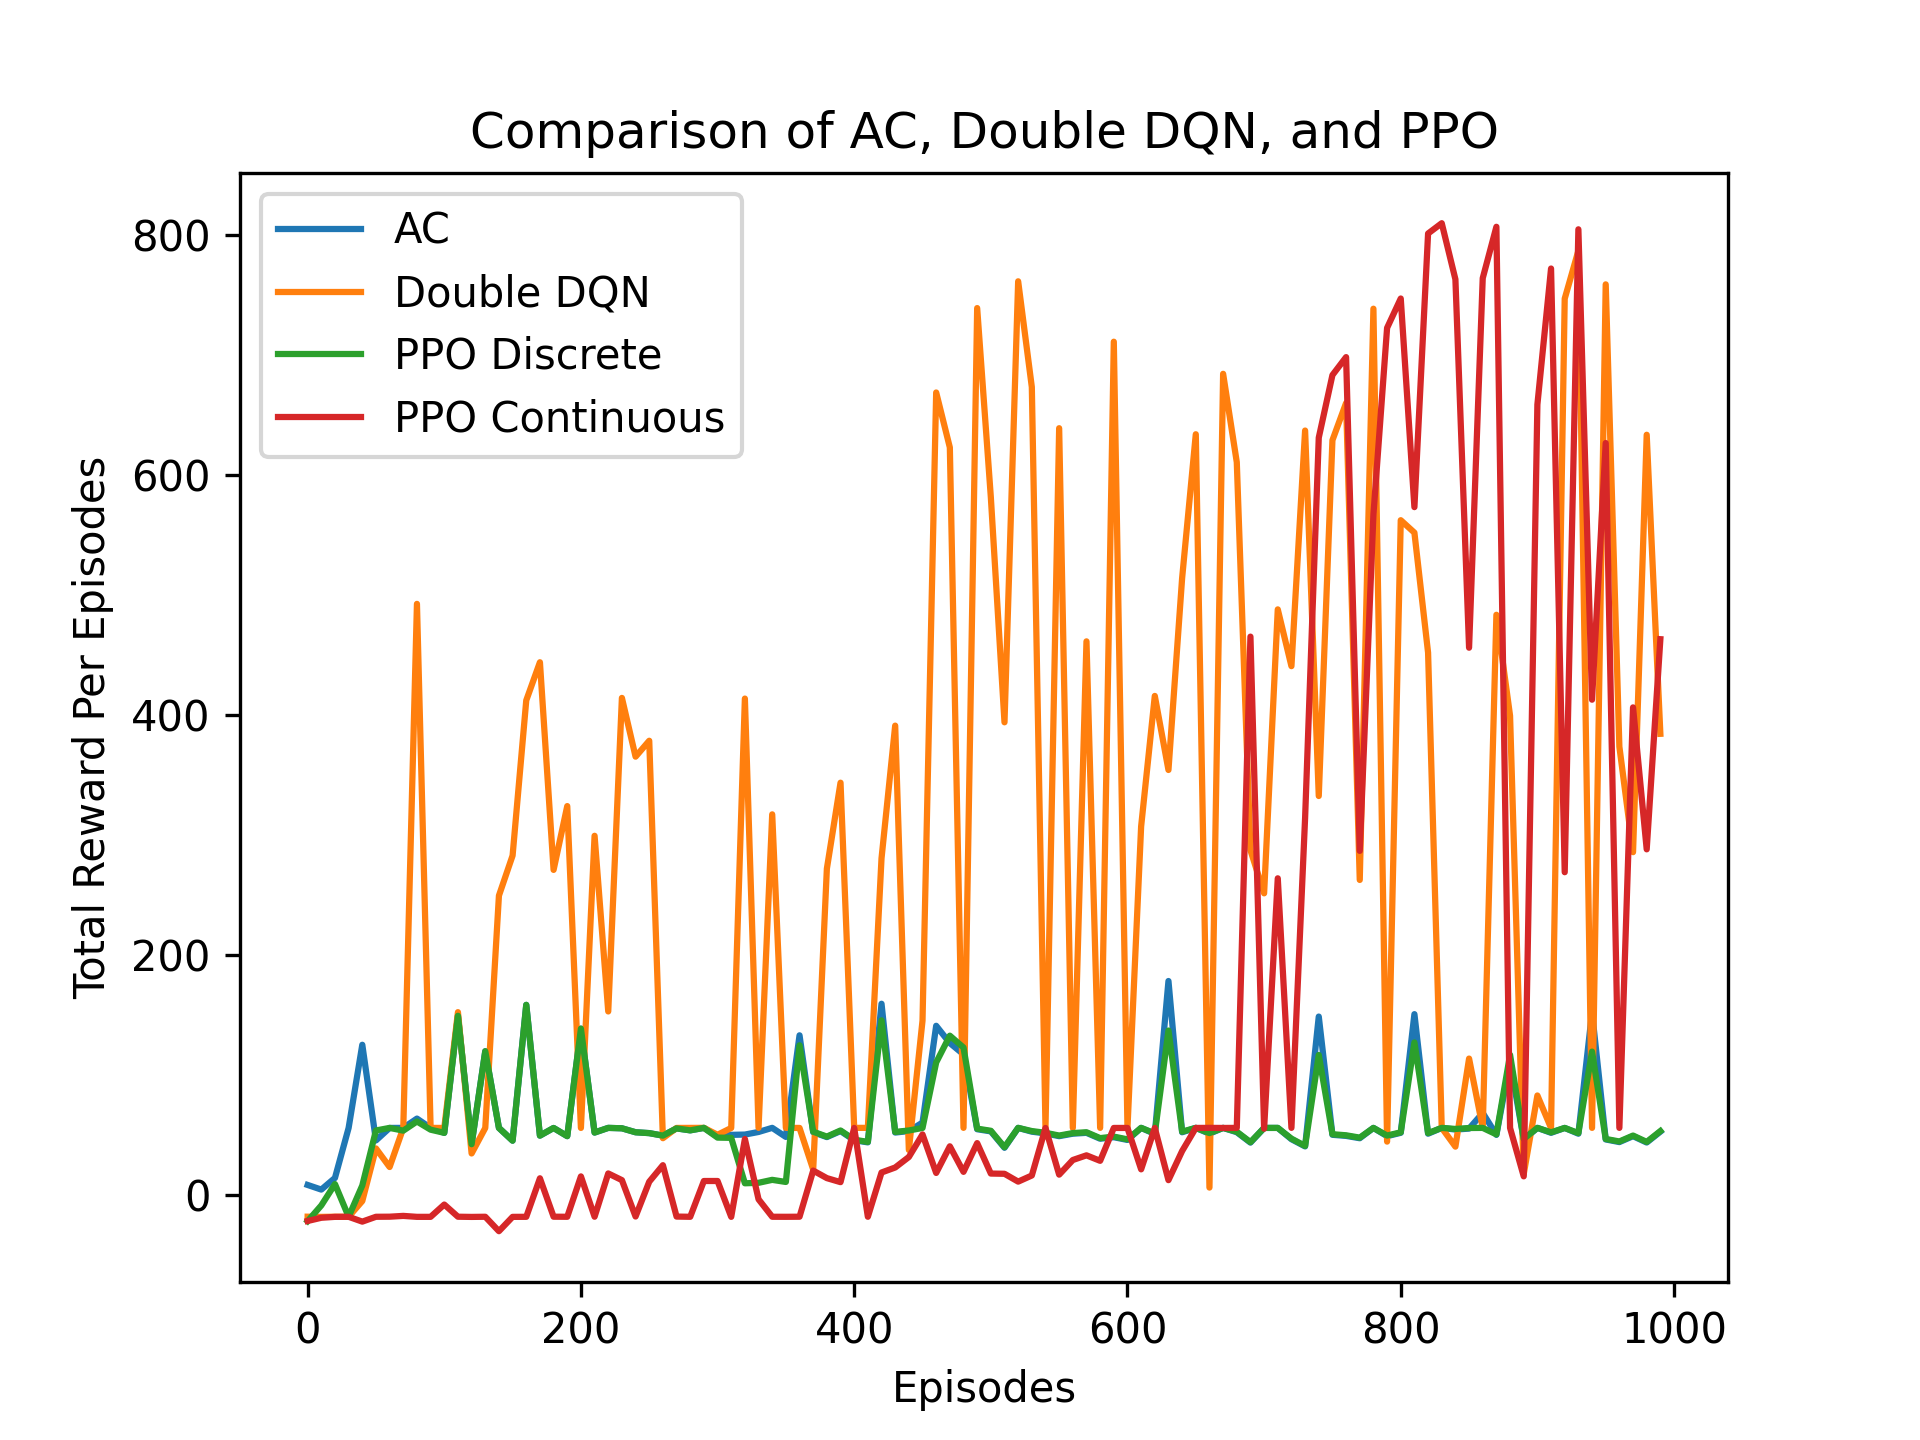 Comparison of AC, Double DQN, and PPO
AC
Double DQN
PPO Discrete
PPO Continuous
Total Reward Per Episodes
800
600
400
200
0
0 200 400 600 800 1000
Episodes